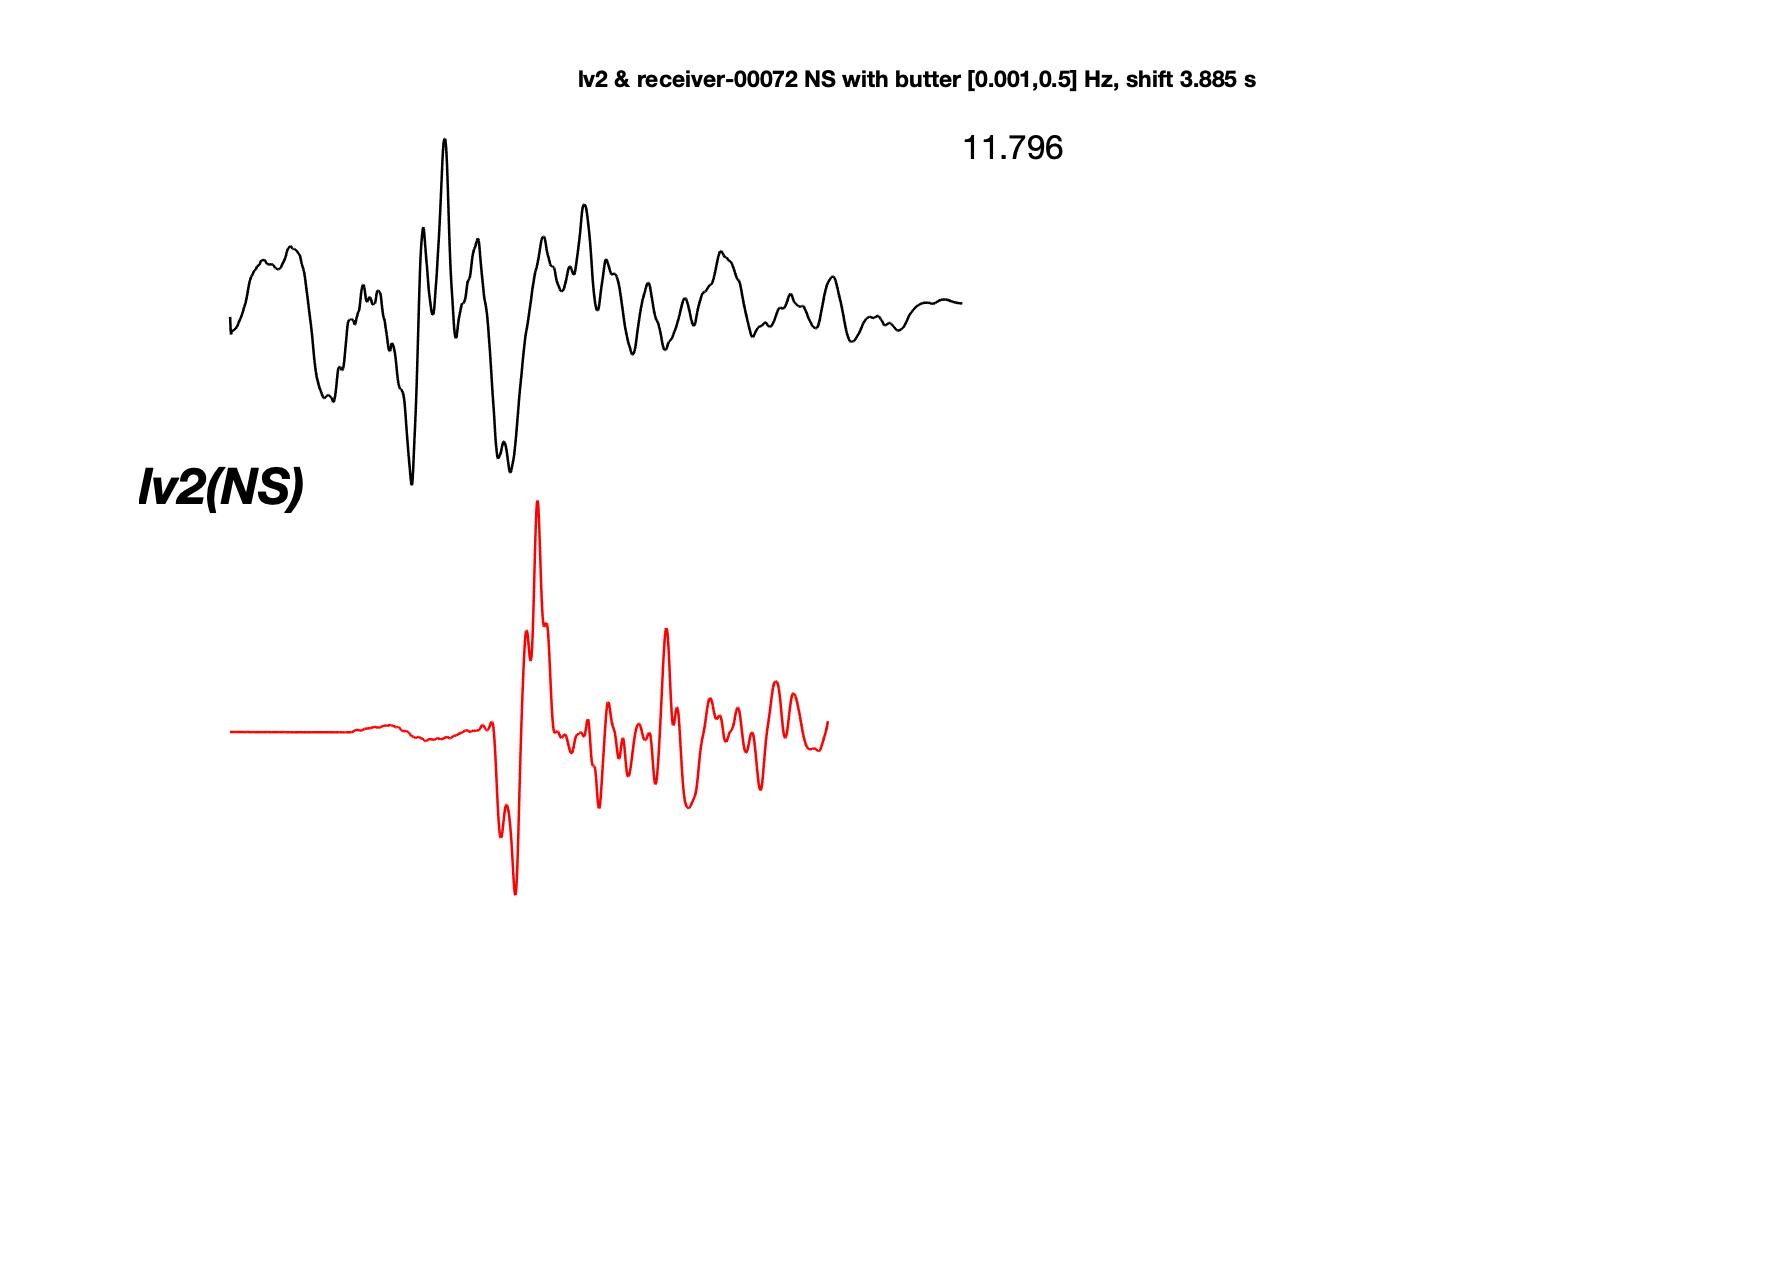 lv2 & receiver-00072 NS with butter [0.001,0.5] Hz, shift 3.885 s
11.796
lv2(NS)